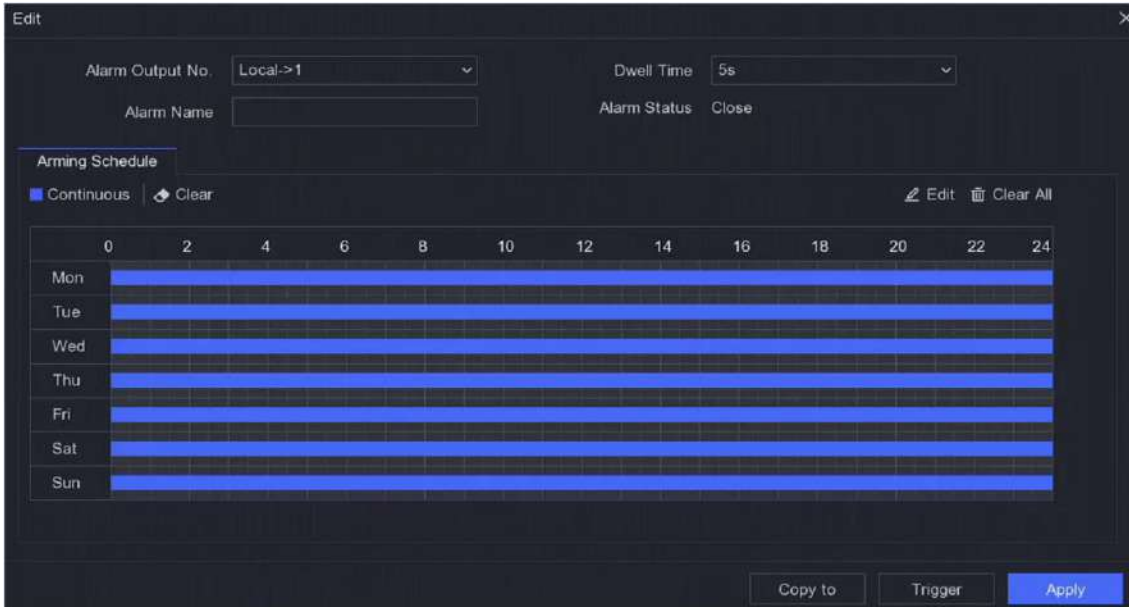 Edit
Alarm Output No. Local->1 Dwell Time 5s
Alarm Name Alarm Status Close
Arming Schedule
Continuous Clear Edit Clear All
0 2 4 6 8 10 12 14 16 18 20 22 24
Mon
Tue
Wed
Thu
Fri
Sat
Sun
Copy to Trigger Apply